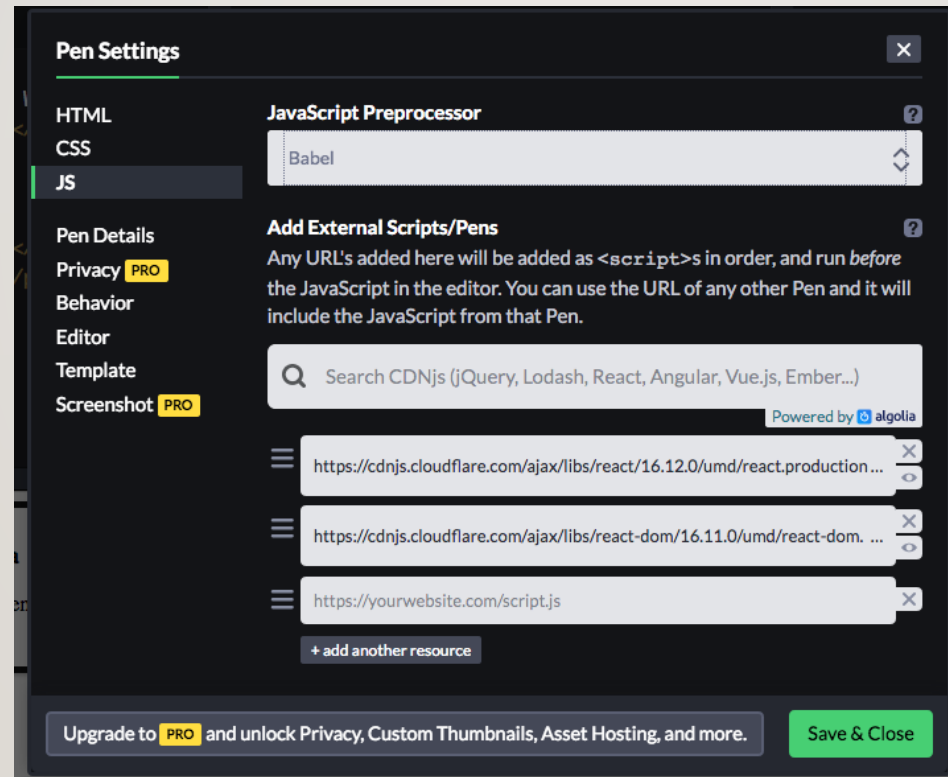 Pen Settings
HTML
CSS
JS
Pen Details
Privacy PRO
Behavior
Editor
Template
Screenshot PRO
JavaScript Preprocessor
Babel
Add External Scripts/Pens
Any URL's added here will be added as <script>s in order, and run before
the JavaScript in the editor. You can use the URL of any other Pen and it will
include the JavaScript from that Pen.
Search CDNjs (jQuery, Lodash, React, Angular, Vue.js, Ember...)
Powered by algolia
https://cdnjs.cloudflare.com/ajax/libs/react/16.12.0/umd/react.production ...
https://cdnjs.cloudflare.com/ajax/libs/react-dom/16.11.0/umd/react-dom. ...
https://yourwebsite.com/script.js
+ add another resource
Upgrade to PRO and unlock Privacy, Custom Thumbnails, Asset Hosting, and more.
Save & Close